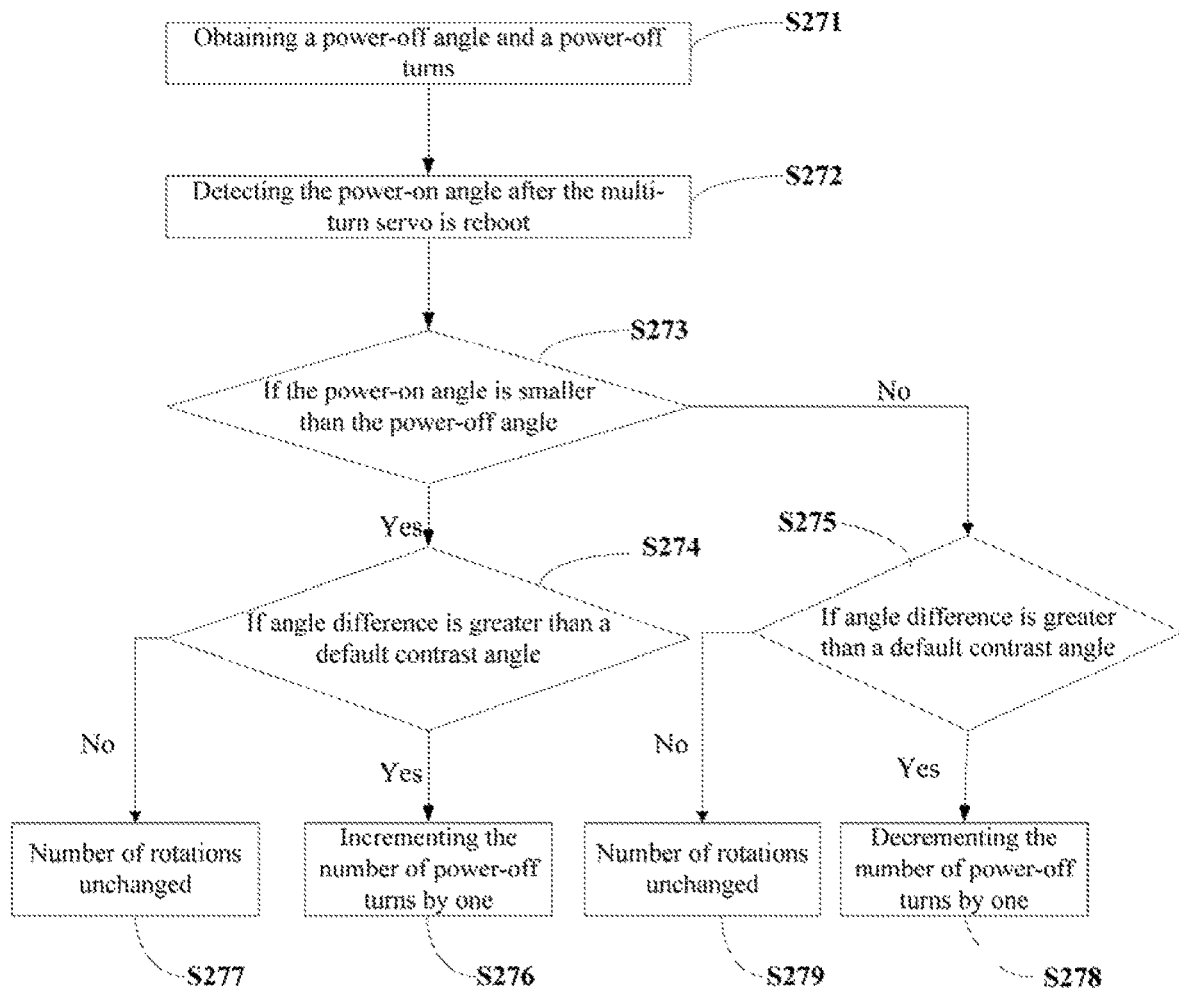 S271
Obtaining a power-off angle and a power-off
turns
S272
Detecting the power-on angle after the multi-
turn servo is reboot
S273
If the power-on angle is smaller
than the power-off angle
No
Yes
S274
S275
If angle difference is greater than a
default contrast angle
If angle difference is greater
than a default contrast angle
No
Yes
No
Yes
Number of rotations
unchanged
Incrementing the
number of power-off
turns by one
Number of rotations
unchanged
Decrementing the
number of power-off
turns by one
S277
S276
S279
S278